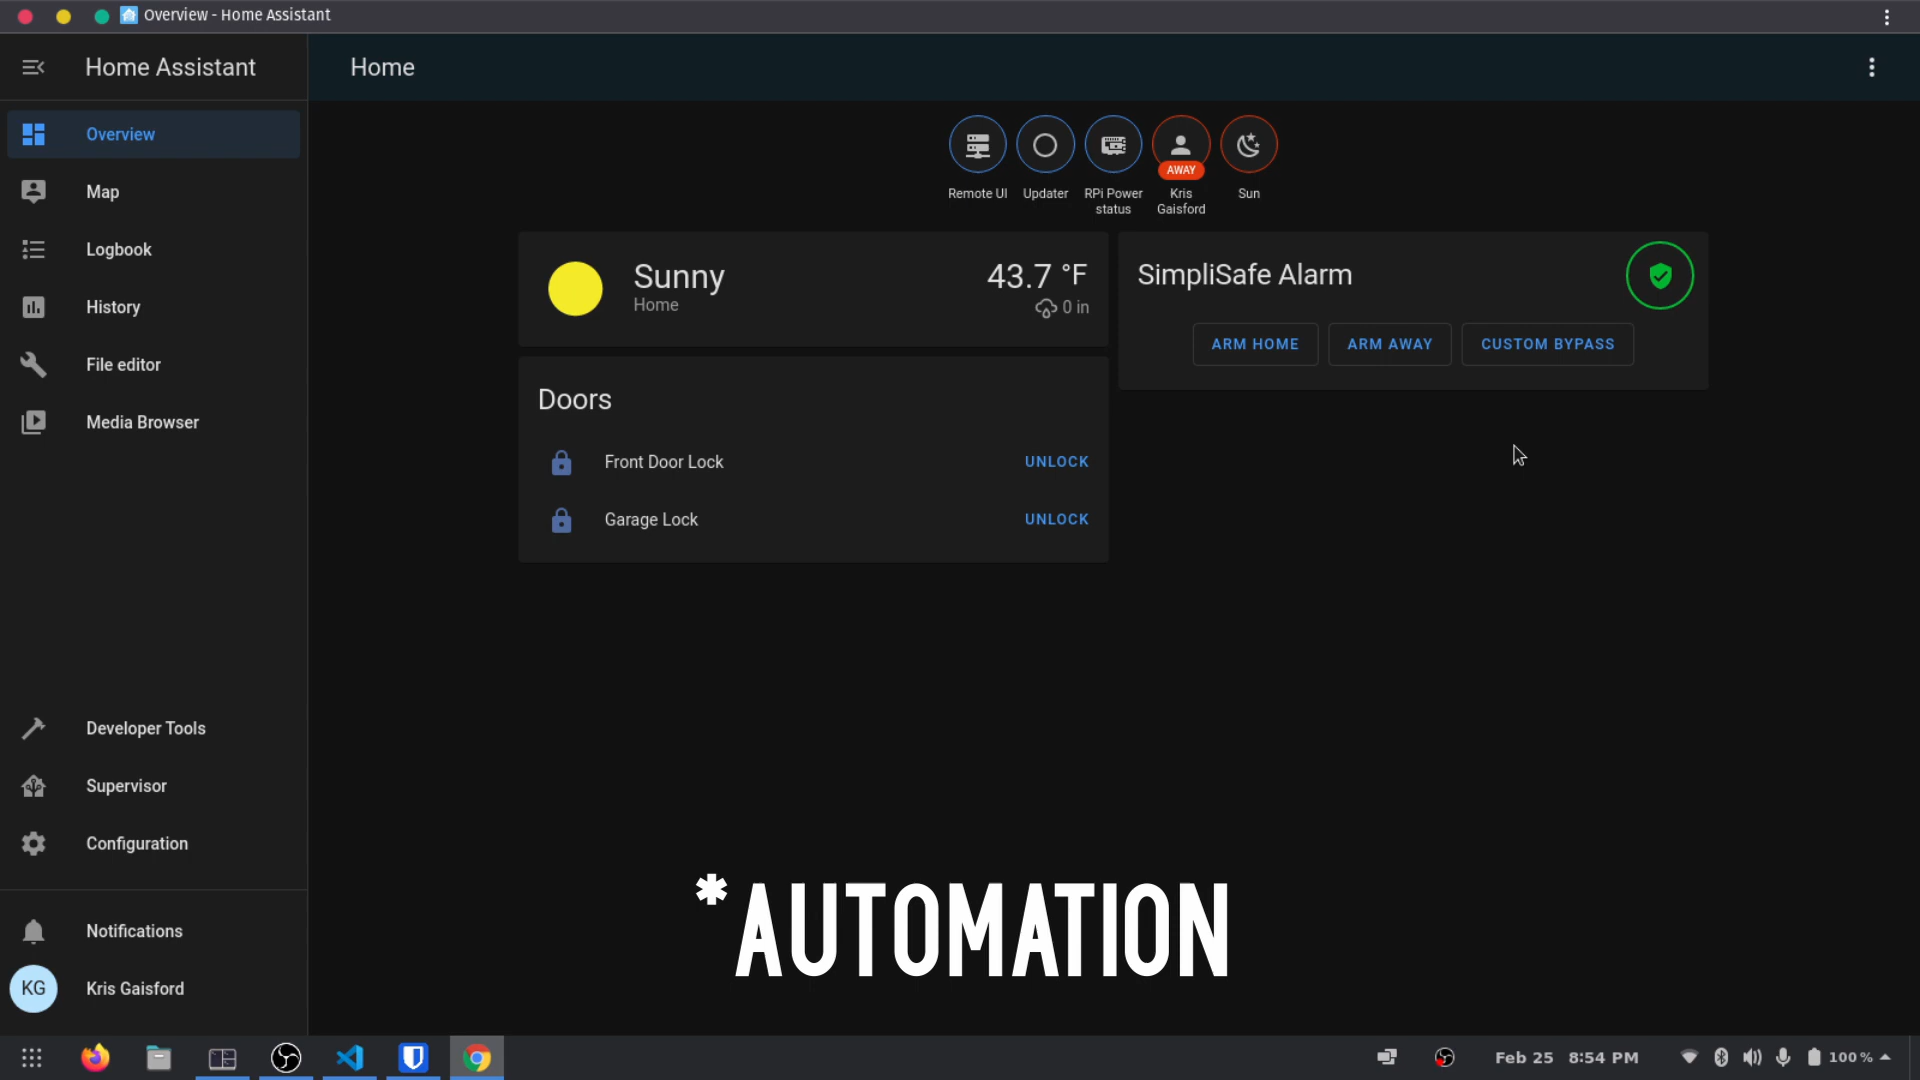 Overview - Home Assistant
Home Assistant
Home
Overview
Map
Logbook
History
File editor
Media Browser
Developer Tools
Supervisor
Configuration
Notifications
KG
Kris Gaisford
AWAY
Remote UI
Updater
RPi Power
status
Kris
Gaisford
Sun
Sunny
Home
43.7 °F
0 in
Doors
Front Door Lock
UNLOCK
Garage Lock
UNLOCK
SimpliSafe Alarm
ARM HOME
ARM AWAY
CUSTOM BYPASS
*AUTOMATION
Feb 25 8:54 PM
100 %